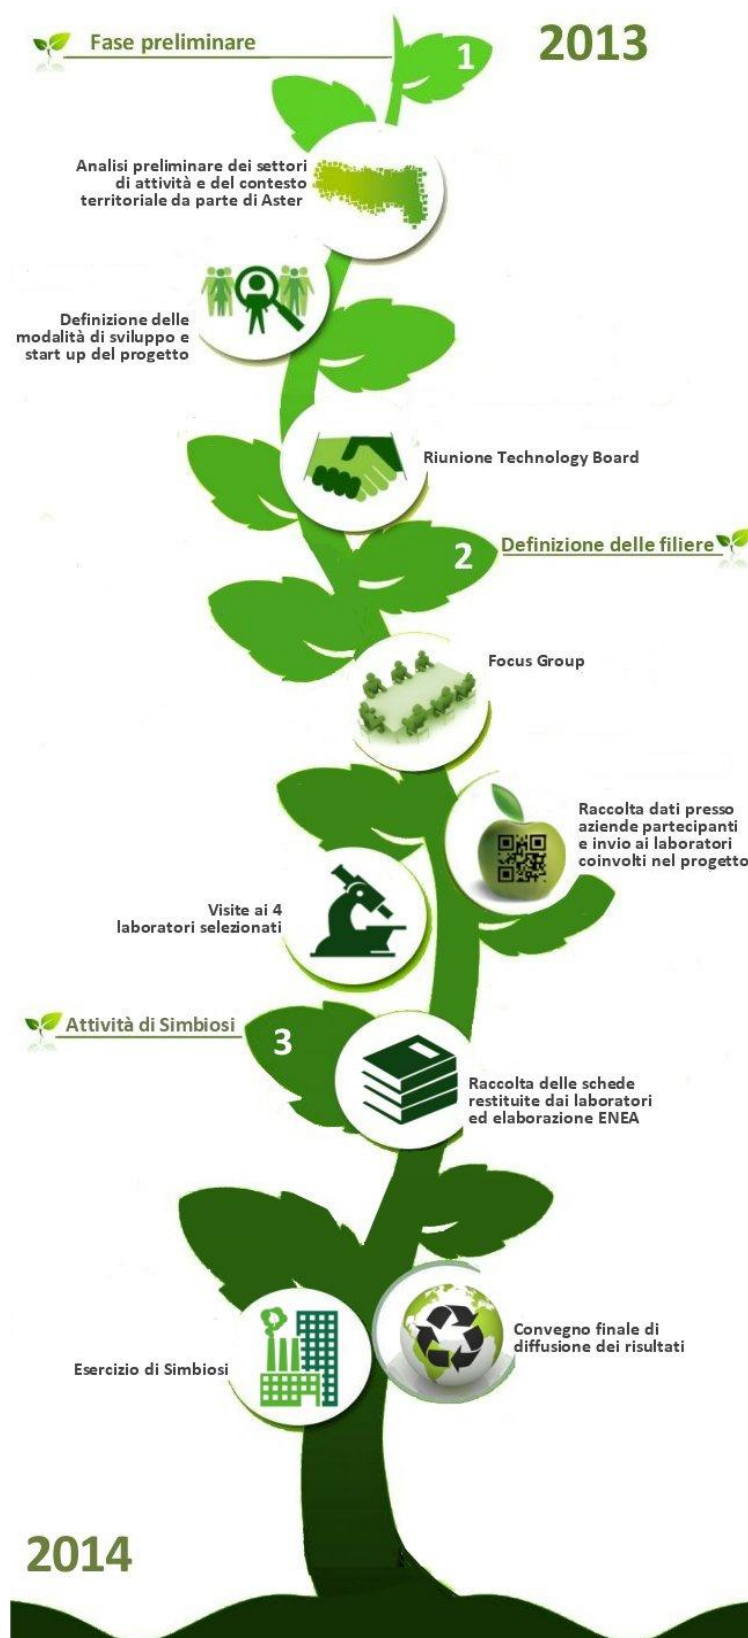 Fase preliminare
1
2013
Analisi preliminare dei settori
di attività e del contesto
territoriale da parte di Aster
Definizione delle
modalità di sviluppo e
start up del progetto
Riunione Technology Board
2
Definizione delle filiere
Focus Group
Raccolta dati presso
aziende partecipanti
e invio ai laboratori
coinvolti nel progetto
Visite ai 4
laboratori selezionati
Attività di Simbiosi
3
Raccolta delle schede
restituite dai laboratori
ed elaborazione ENEA
Convegno finale di
diffusione dei risultati
Esercizio di Simbiosi
2014